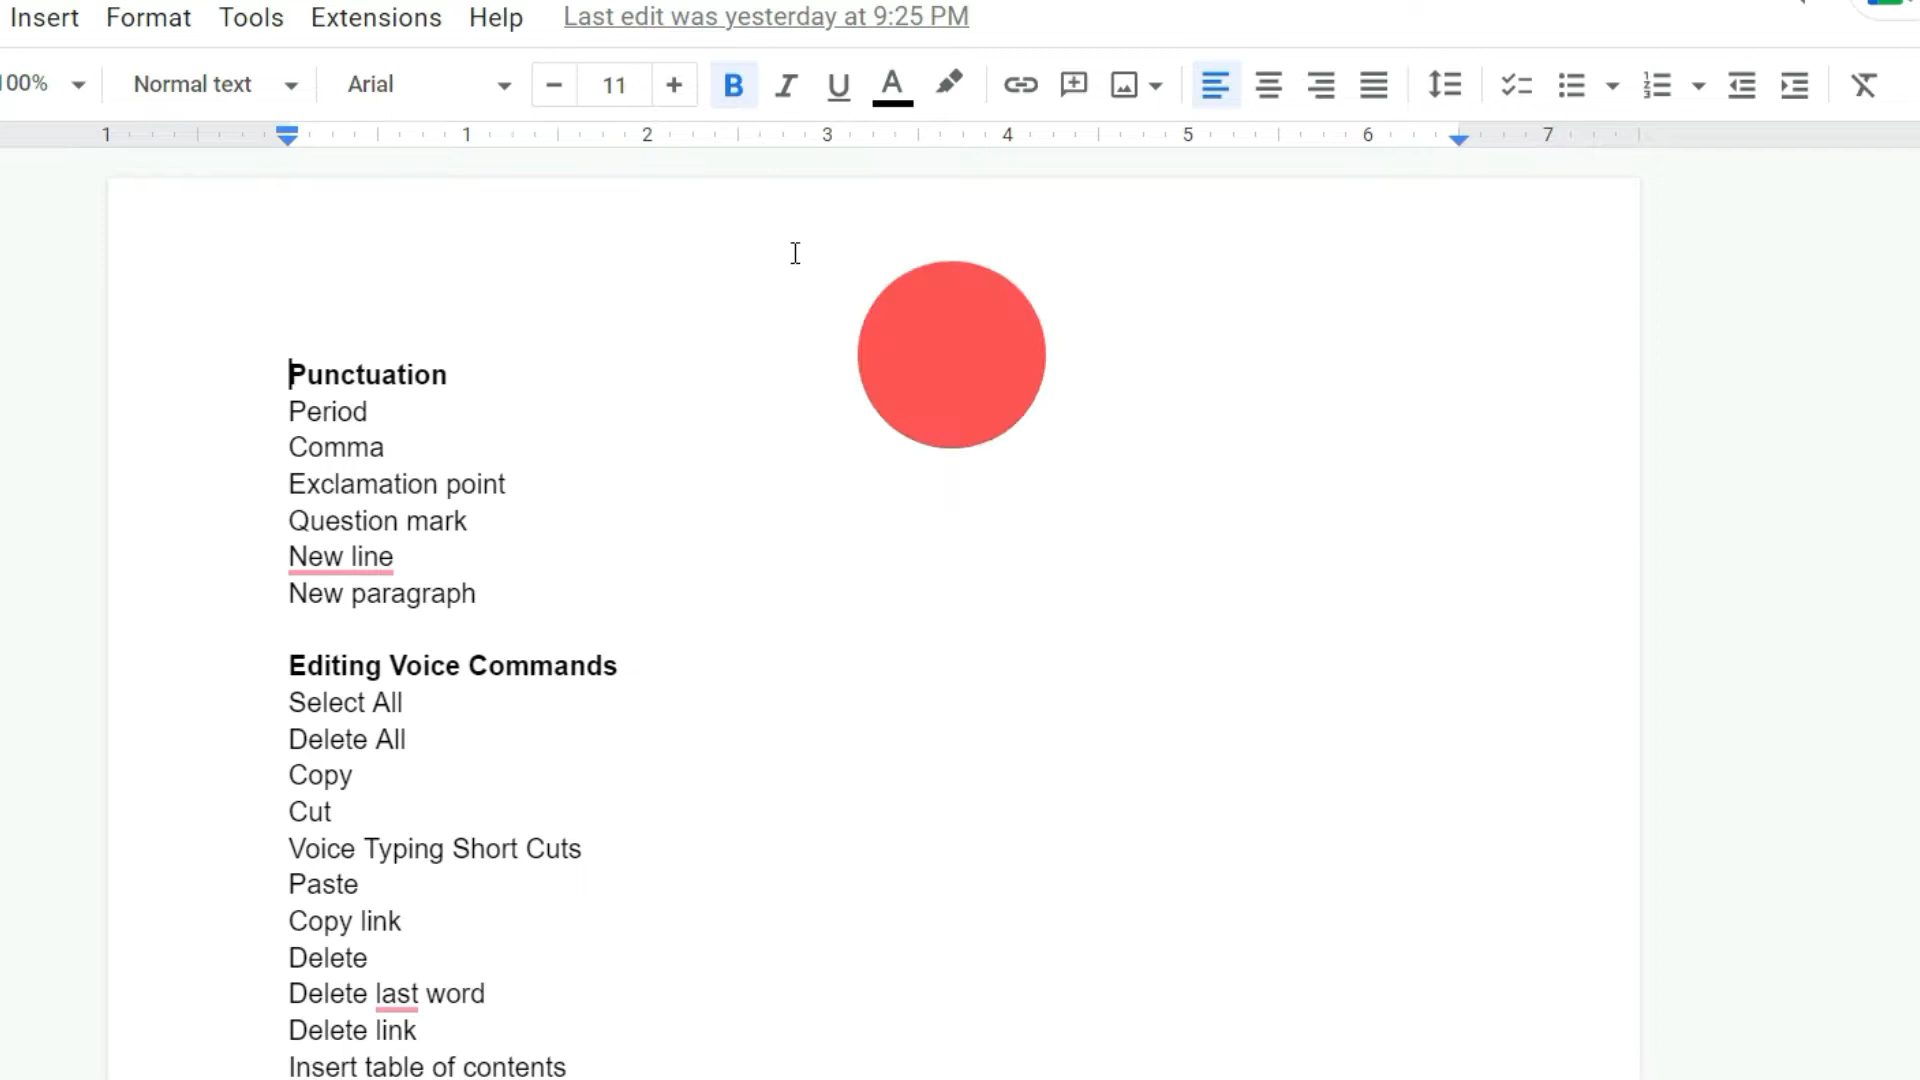 Insert Format Tools Extensions Help Last edit was yesterday at 9:25 PM
100% Normal text Arial 11 B I U A
1 1 2 3 4 5 6 7
Punctuation
Period
Comma
Exclamation point
Question mark
New line
New paragraph
Editing Voice Commands
Select All
Delete All
Copy
Cut
Voice Typing Short Cuts
Paste
Copy link
Delete
Delete last word
Delete link
Insert table of contents